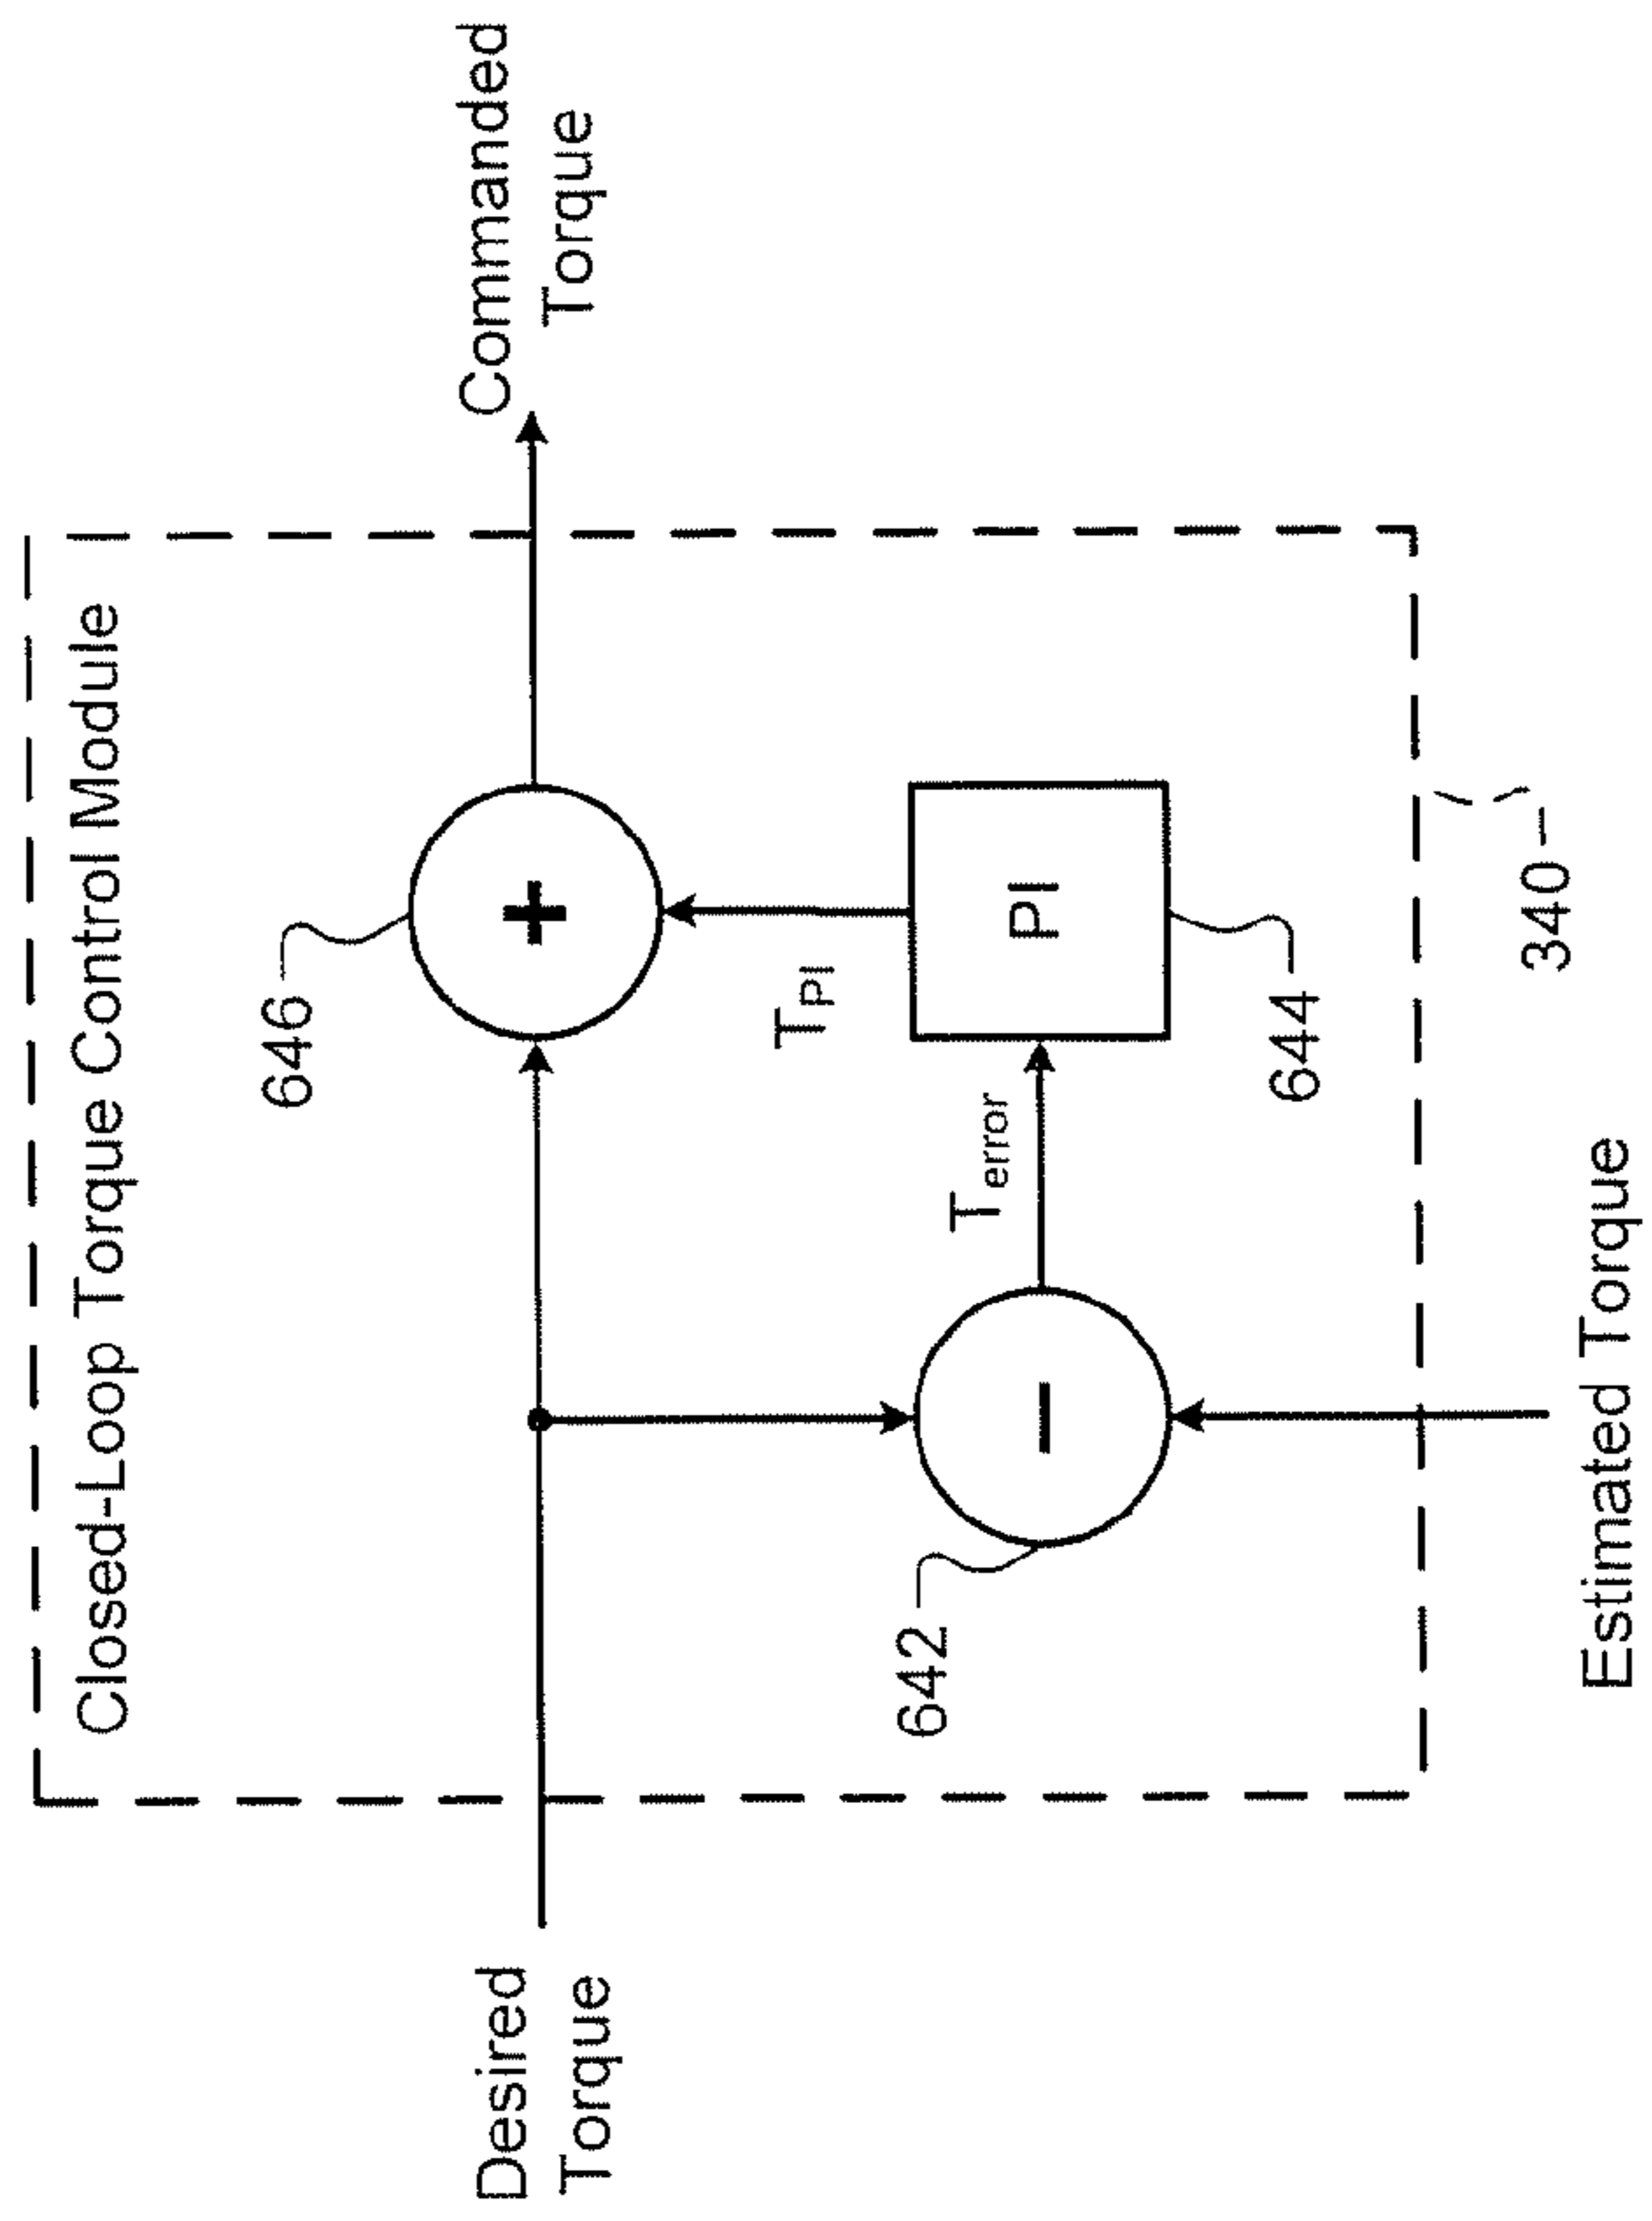 Closed-Loop Torque Control Module
646
Desired
Torque
Commanded
Torque
T_PI
642
T_error
PI
644
340
Estimated Torque
+
−